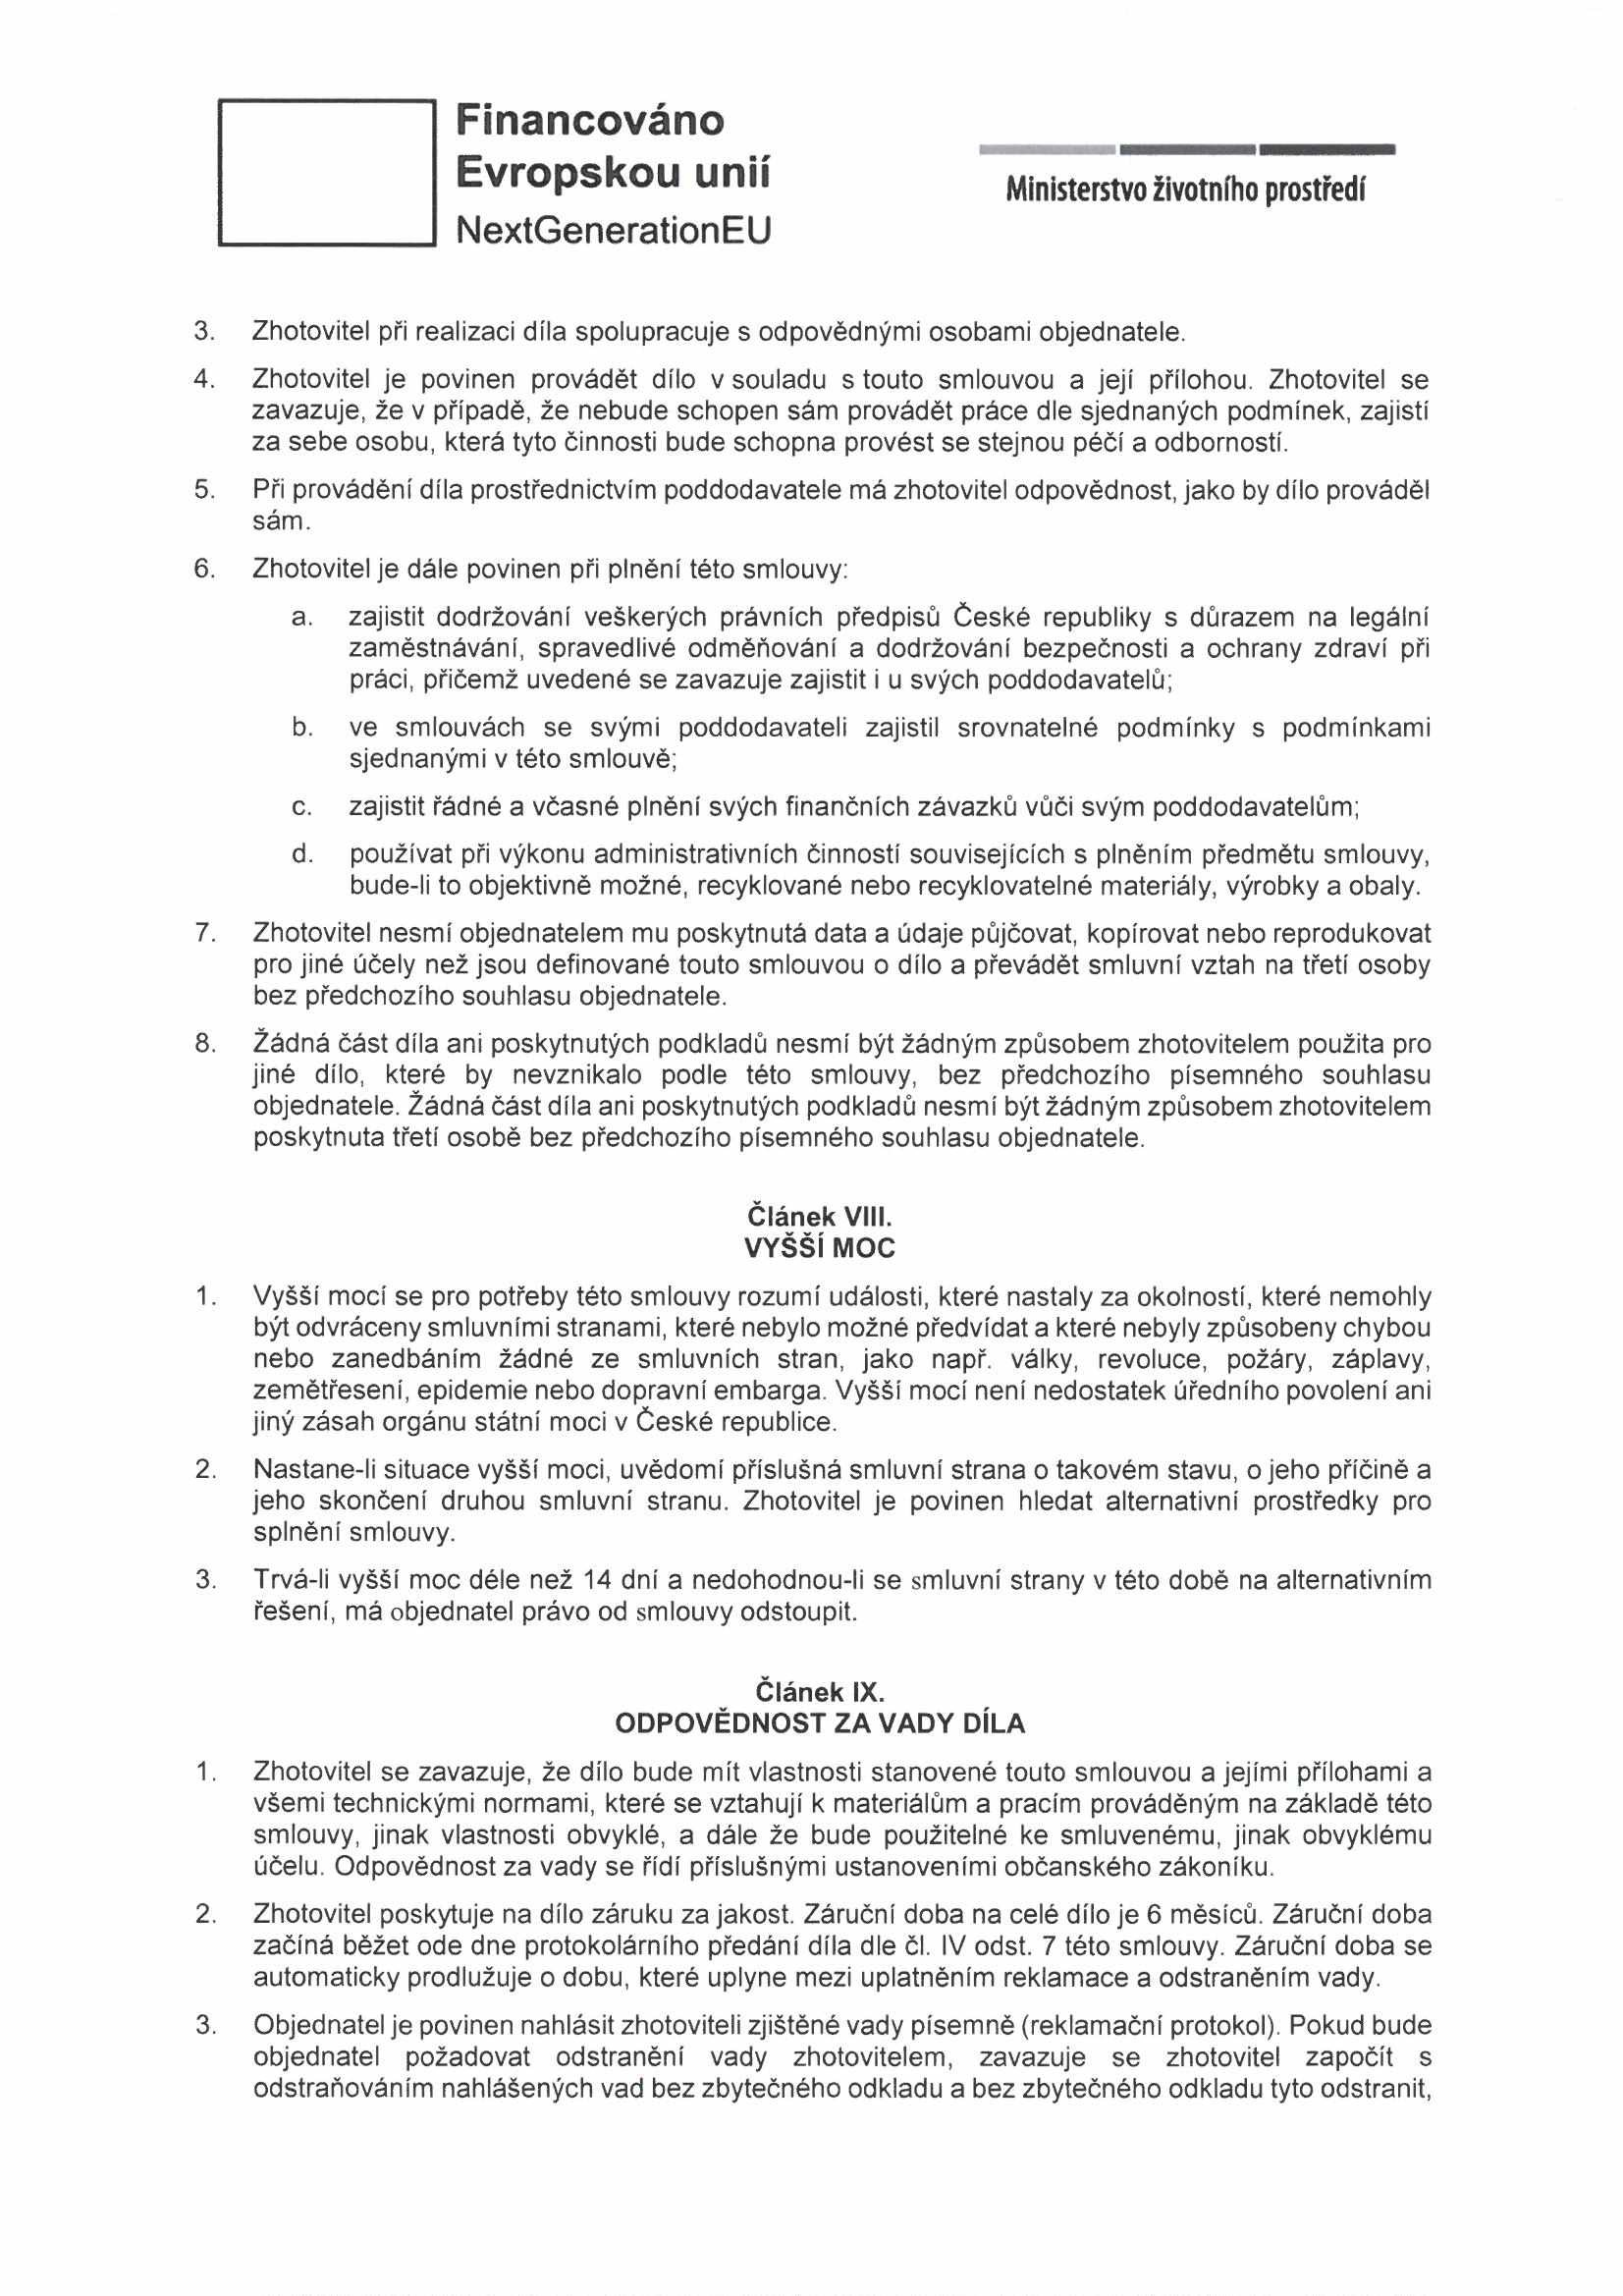 Financováno
Evropskou unií
NextGenerationEU
Ministerstvo životního prostředí
3. Zhotovitel při realizaci díla spolupracuje s odpovědnými osobami objednatele.
4. Zhotovitel je povinen provádět dílo v souladu s touto smlouvou a její přílohou. Zhotovitel se
zavazuje, že v případě, že nebude schopen sám provádět práce dle sjednaných podmínek, zajistí
za sebe osobu, která tyto činnosti bude schopna provést se stejnou péčí a odborností.
5. Při provádění díla prostřednictvím poddodavatele má zhotovitel odpovědnost, jako by dílo prováděl
sám.
6. Zhotovitel je dále povinen při plnění této smlouvy:
a. zajistit dodržování veškerých právních předpisů České republiky s důrazem na legální
zaměstnávání, spravedlivé odměňování a dodržování bezpečnosti a ochrany zdraví při
práci, přičemž uvedené se zavazuje zajistit i u svých poddodavatelů;
b. ve smlouvách se svými poddodavateli zajistil srovnatelné podmínky s podmínkami
sjednanými v této smlouvě;
c. zajistit řádné a včasné plnění svých finančních závazků vůči svým poddodavatelům;
d. používat při výkonu administrativních činností souvisejících s plněním předmětu smlouvy,
bude-li to objektivně možné, recyklované nebo recyklovatelné materiály, výrobky a obaly.
7. Zhotovitel nesmí objednatelem mu poskytnutá data a údaje půjčovat, kopírovat nebo reprodukovat
pro jiné účely než jsou definované touto smlouvou o dílo a převádět smluvní vztah na třetí osoby
bez předchozího souhlasu objednatele.
8. Žádná část díla ani poskytnutých podkladů nesmí být žádným způsobem zhotovitelem použita pro
jiné dílo, které by nevznikalo podle této smlouvy, bez předchozího písemného souhlasu
objednatele. Žádná část díla ani poskytnutých podkladů nesmí být žádným způsobem zhotovitelem
poskytnuta třetí osobě bez předchozího písemného souhlasu objednatele.
Článek VIII.
VYŠŠÍ MOC
1. Vyšší mocí se pro potřeby této smlouvy rozumí události, které nastaly za okolností, které nemohly
být odvráceny smluvními stranami, které nebylo možné předvídat a které nebyly způsobeny chybou
nebo zanedbáním žádné ze smluvních stran, jako např. války, revoluce, požáry, záplavy,
zemětřesení, epidemie nebo dopravní embarga. Vyšší mocí není nedostatek úředního povolení ani
jiný zásah orgánu státní moci v České republice.
2. Nastane-li situace vyšší moci, uvědomí příslušná smluvní strana o takovém stavu, o jeho příčině a
jeho skončení druhou smluvní stranu. Zhotovitel je povinen hledat alternativní prostředky pro
splnění smlouvy.
3. Trvá-li vyšší moc déle než 14 dní a nedohodnou-li se smluvní strany v této době na alternativním
řešení, má objednatel právo od smlouvy odstoupit.
Článek IX.
ODPOVĚDNOST ZA VADY DÍLA
1. Zhotovitel se zavazuje, že dílo bude mít vlastnosti stanovené touto smlouvou a jejími přílohami a
všemi technickými normami, které se vztahují k materiálům a pracím prováděným na základě této
smlouvy, jinak vlastnosti obvyklé, a dále že bude použitelné ke smluvenému, jinak obvyklému
účelu. Odpovědnost za vady se řídí příslušnými ustanoveními občanského zákoníku.
2. Zhotovitel poskytuje na dílo záruku za jakost. Záruční doba na celé dílo je 6 měsíců. Záruční doba
začíná běžet ode dne protokolárního předání díla dle čl. IV odst. 7 této smlouvy. Záruční doba se
automaticky prodlužuje o dobu, které uplyne mezi uplatněním reklamace a odstraněním vady.
3. Objednatel je povinen nahlásit zhotoviteli zjištěné vady písemně (reklamační protokol). Pokud bude
objednatel požadovat odstranění vady zhotovitelem, zavazuje se zhotovitel započít s
odstraňováním nahlášených vad bez zbytečného odkladu a bez zbytečného odkladu tyto odstranit,